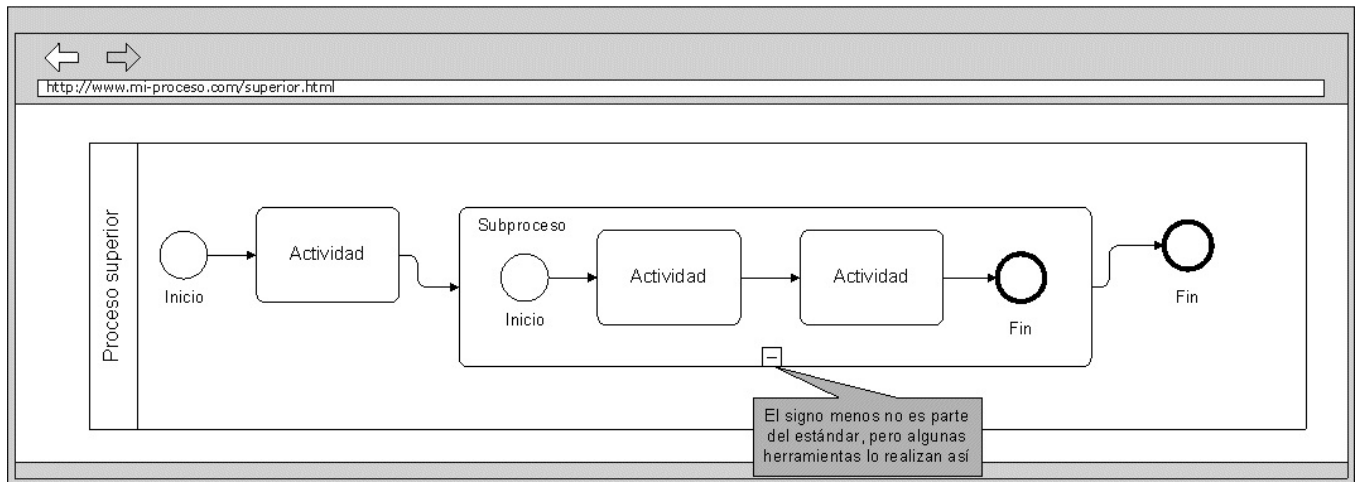 http://www.mi-proceso.com/superior.html
Proceso superior
Inicio
Actividad
Subproceso
Inicio
Actividad
Actividad
Fin
Fin
El signo menos no es parte
del estándar, pero algunas
herramientas lo realizan así